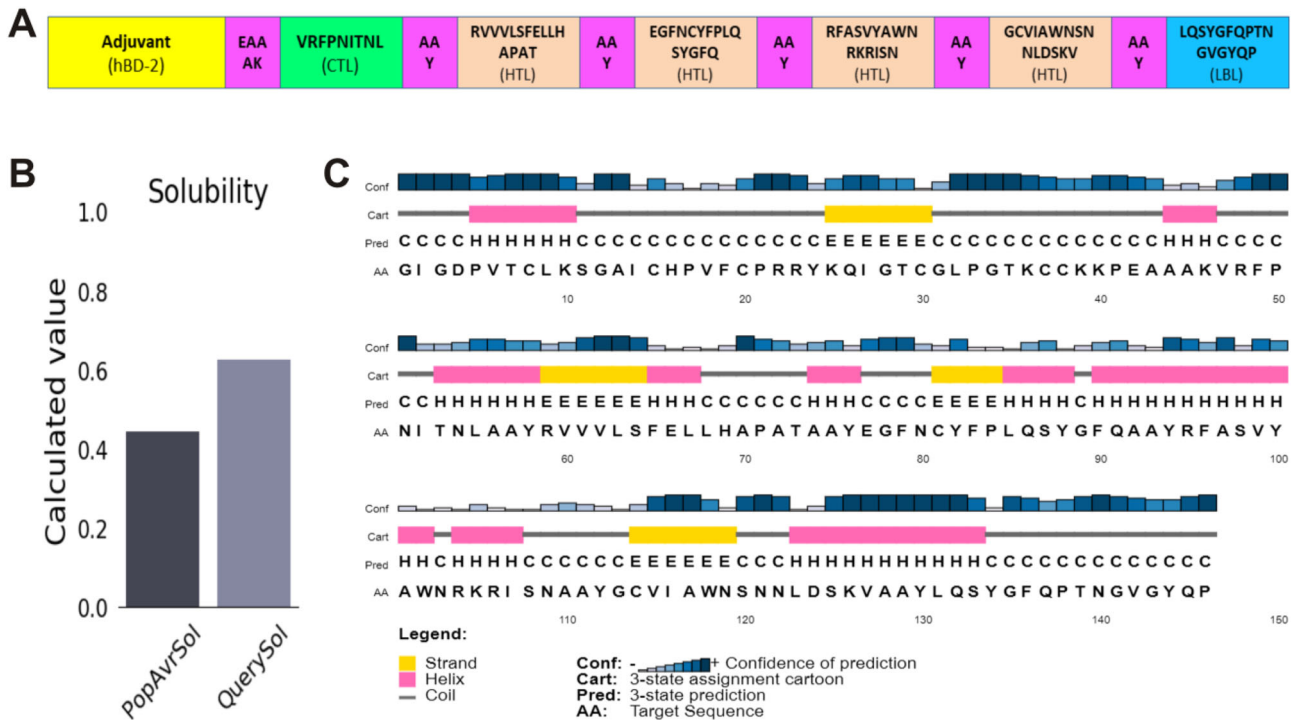 A
Adjuvant
(hBD-2)
EAA
AK
VRFPNITNL
(CTL)
AA
Y
RVVVLSFELLH
APAT
(HTL)
AA
Y
EGFNCYFPLQ
SYGFQ
(HTL)
AA
Y
RFASVYAWN
RKRISN
(HTL)
AA
Y
GCVIAWNSN
NLDSKV
(HTL)
AA
Y
LQSYGFQPTN
GVGYQP
(LBL)
B
Solubility
Calculated value
1.0
0.8
0.6
0.4
0.2
0.0
PopAvrSol
QuerySol
C
Conf
Cart
Pred C C C C H H H H H H C C C C C C C C C C C C C C E E E E E E C C C C C C C C C C C C C H H H C C C C
AA G I G D P V T C L K S G A I C H P V F C P R R Y K Q I G T C G L P G T K C C K K P E A A A K V R F P
10 20 30 40 50
Conf
Cart
Pred C C H H H H H H E E E E E E H H H C C C C C C H H H C C C C E E E E H H H H C H H H H H H H H H H H
AA N I T N L A A Y R V V V L S F E L L H A P A T A A Y E G F N C Y F P L Q S Y G F Q A A Y R F A S V Y
60 70 80 90 100
Conf
Cart
Pred H H C H H H H C C C C C C E E E E E E C C C H H H H H H H H H H H C C C C C C C C C C C C C
AA A W N R K R I S N A A Y G C V I A W N S N N L D S K V A A Y L Q S Y G F Q P T N G V G Y Q P
110 120 130 140 150
Legend:
Strand
Helix
Coil
Conf: - + Confidence of prediction
Cart: 3-state assignment cartoon
Pred: 3-state prediction
AA: Target Sequence